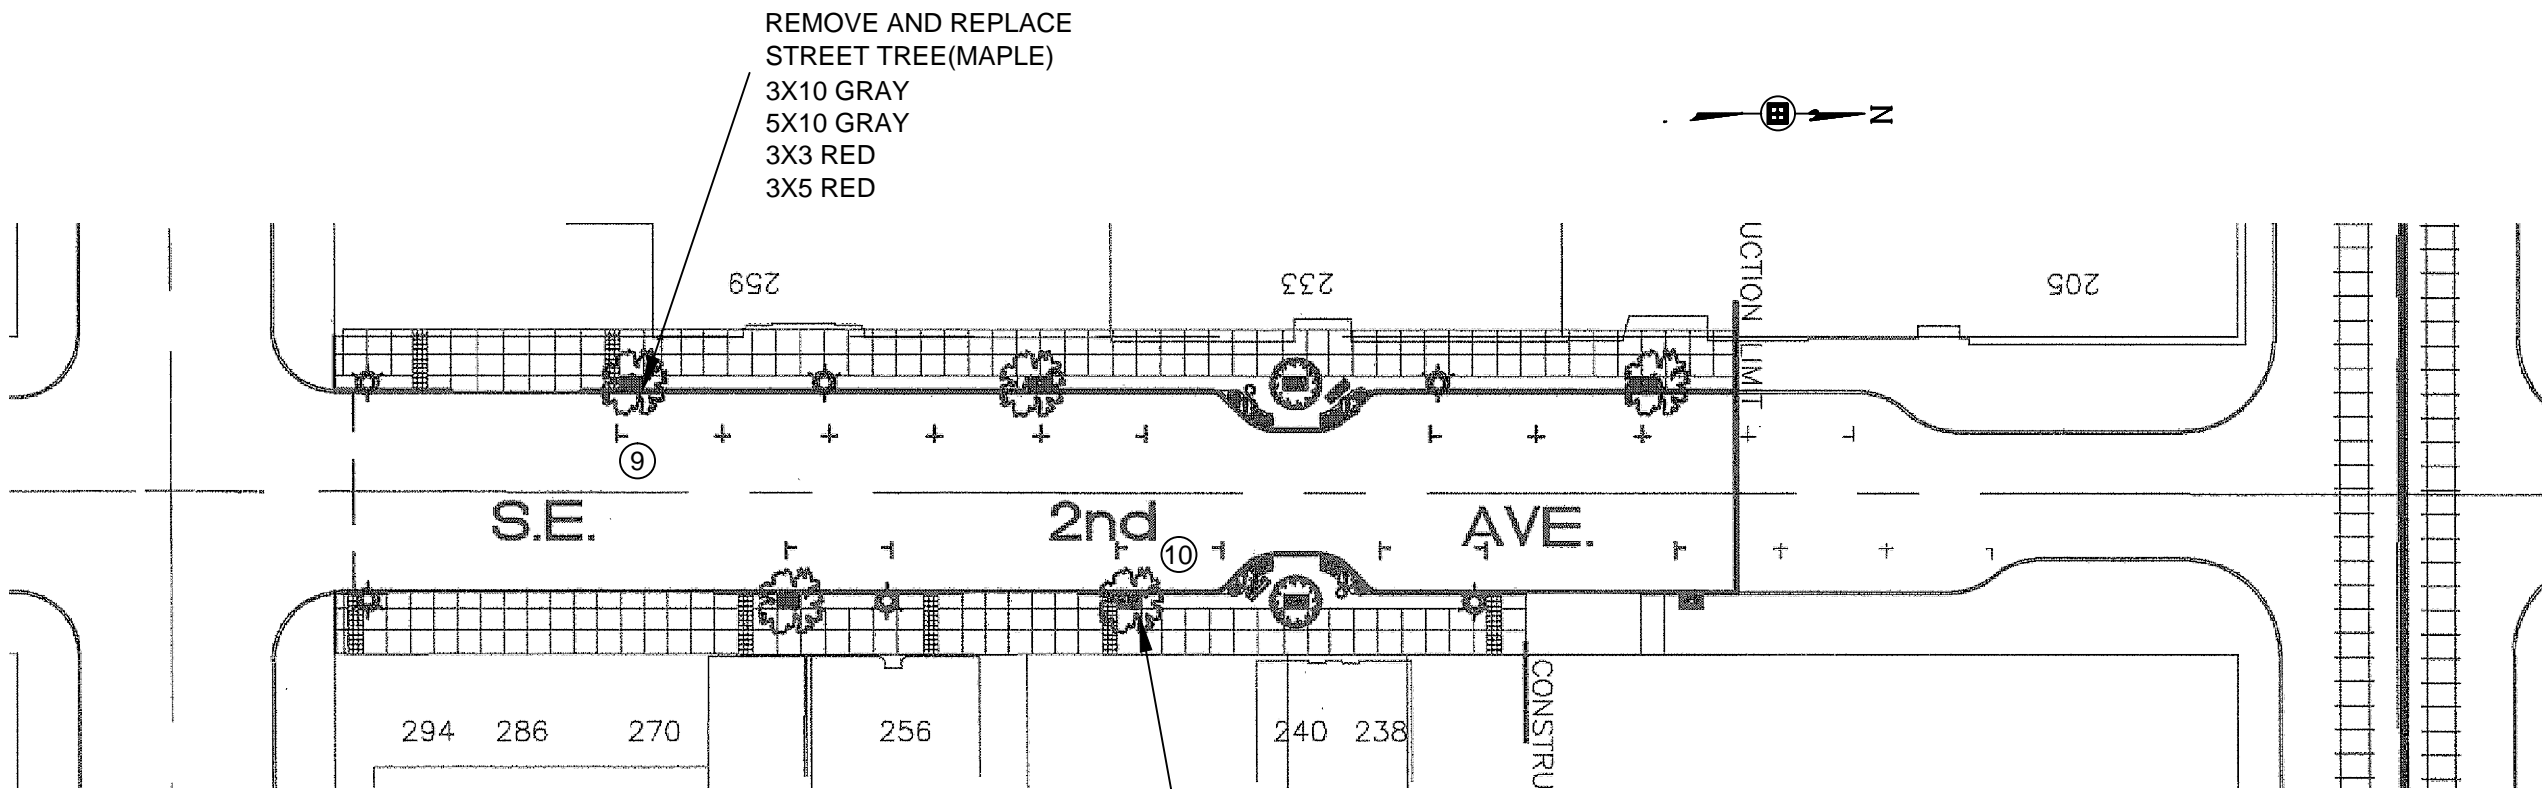 REMOVE AND REPLACE
STREET TREE(MAPLE)
3X10 GRAY
5X10 GRAY
3X3 RED
3X5 RED
N
259
233
205
UCTION LIMIT
9
S.E. 2nd AVE.
10
294 286 270 256 240 238
CONSTRU